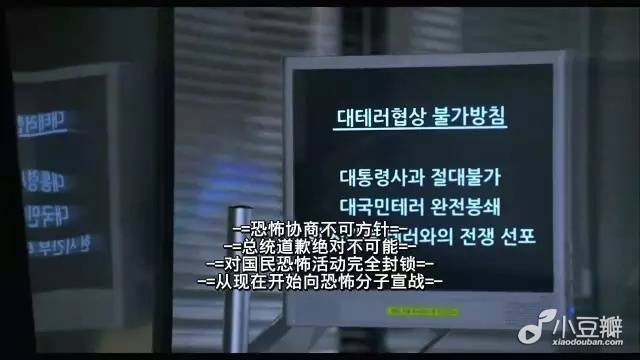 대테러협상 불가방침
대통령사과 절대불가
대국민테러 완전봉쇄
테러와의 전쟁 선포
-=恐怖协商不可方针=-
-=总统道歉绝对不可能=-
-=对国民恐怖活动完全封锁=-
-=从现在开始向恐怖分子宣战=-
小豆瓣
xiaodouban.com